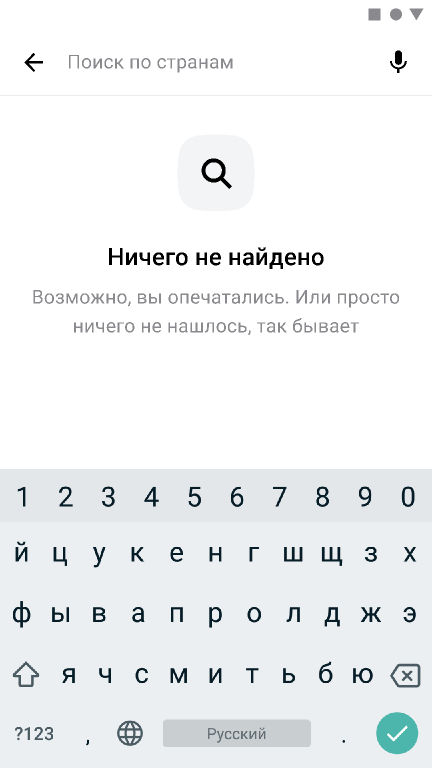 Поиск по странам
Ничего не найдено
Возможно, вы опечатались. Или просто
ничего не нашлось, так бывает
1 2 3 4 5 6 7 8 9 0
й ц у к е н г ш щ з х
ф ы в а п р о л д ж э
я ч с м и т ь б ю
?123 , Русский .